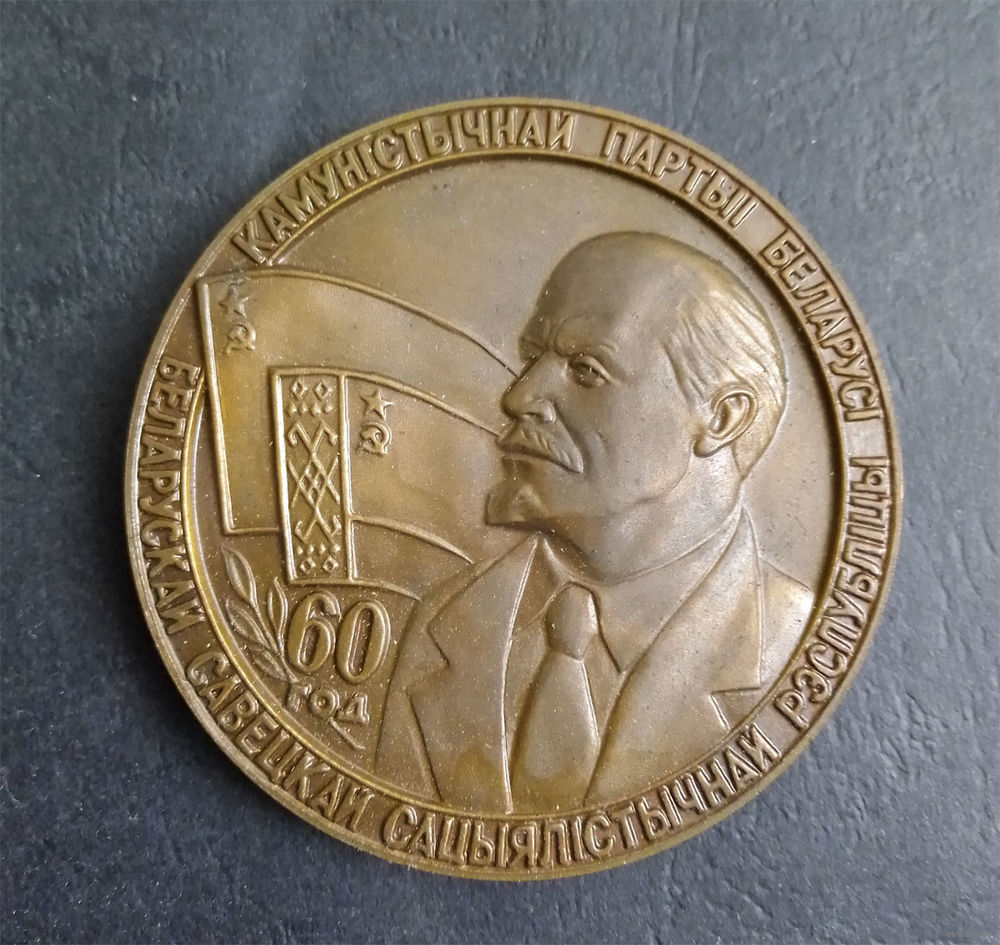 КАМУНІСТЫЧНАЙ ПАРТЫІ БЕЛАРУСІ
БЕЛАРУСКАЙ САВЕЦКАЙ САЦЫЯЛІСТЫЧНАЙ РЭСПУБЛІЦЫ
60
ГОД